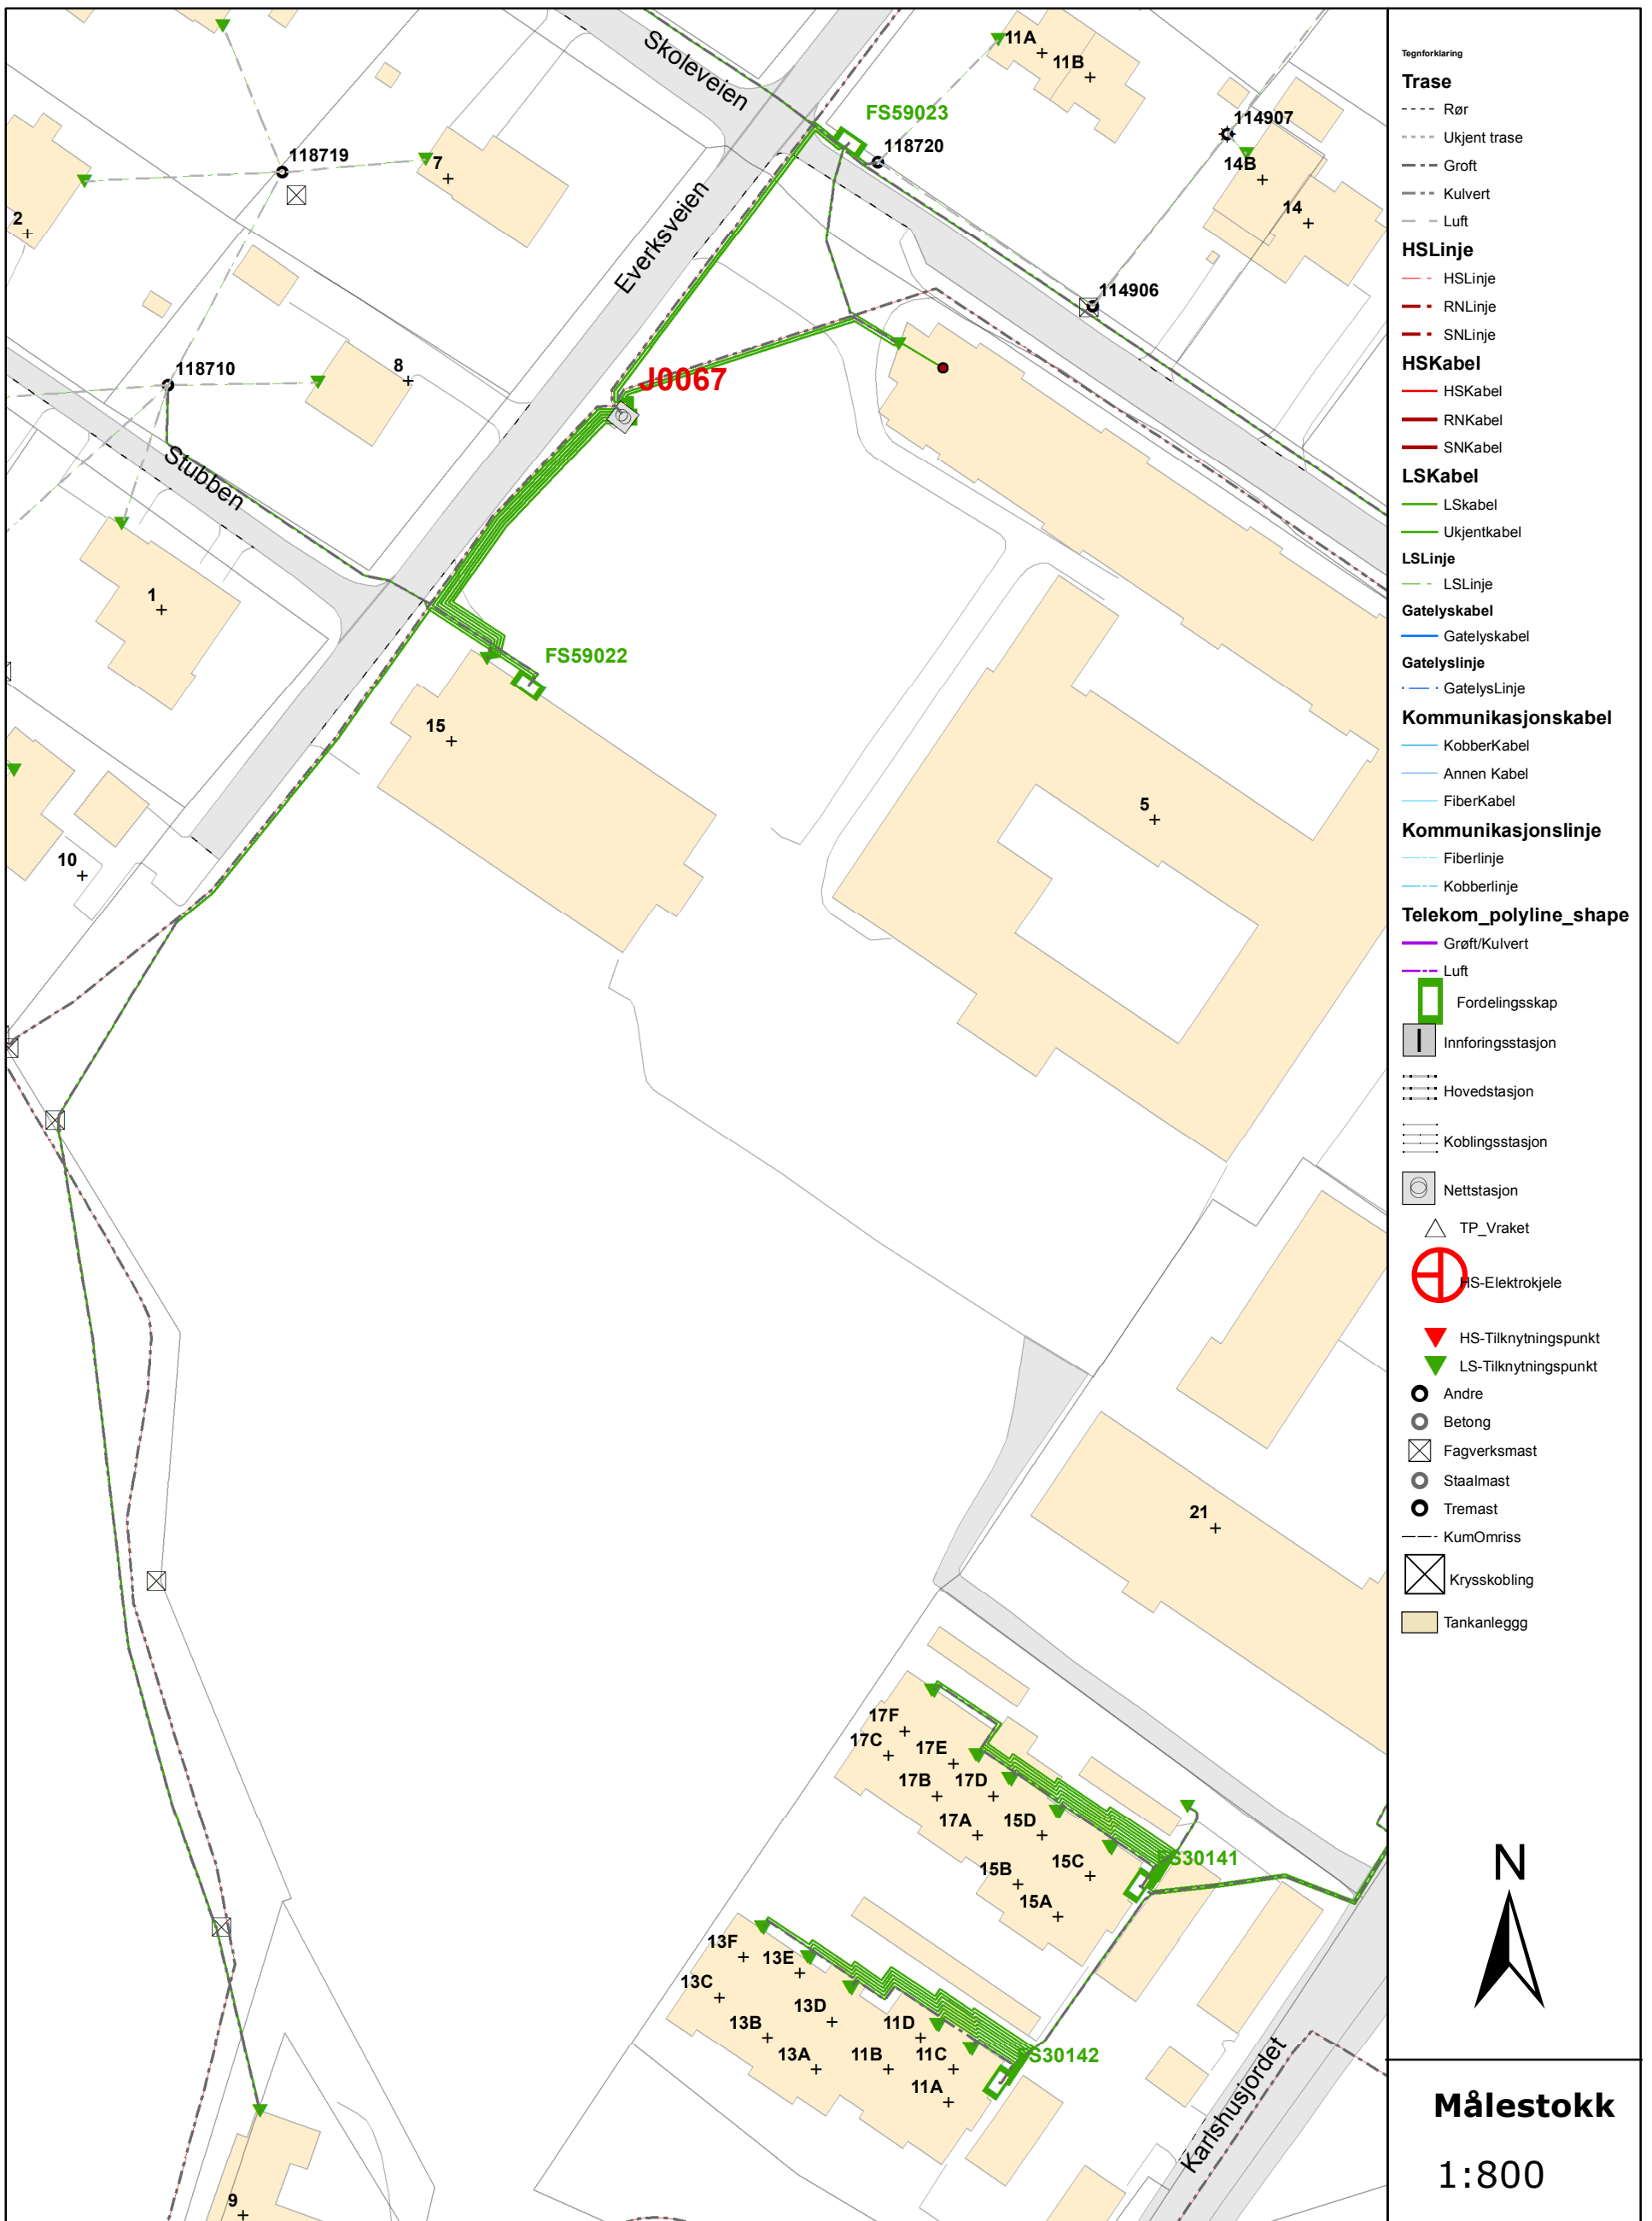 Skoleveien
FS59023
11A
11B
114907
118719
118720
7
14B
14
2
Everksveien
114906
118710
8
J0067
Stubben
1
FS59022
15
5
10
21
17F
17C
17E
17B
17D
17A
15D
15B
15C
FS30141
15A
13F
13E
13C
13D
13B
11D
13A
11B
11C
FS30142
11A
Karlshusjordet
9
Tegnforklaring
Trase
Rør
Ukjent trase
Groft
Kulvert
Luft
HSLinje
HSLinje
RNLinje
SNLinje
HSKabel
HSKabel
RNKabel
SNKabel
LSKabel
LSkabel
Ukjentkabel
LSLinje
LSLinje
Gatelyskabel
Gatelyskabel
Gatelyslinje
GatelysLinje
Kommunikasjonskabel
KobberKabel
Annen Kabel
FiberKabel
Kommunikasjonslinje
Fiberlinje
Kobberlinje
Telekom_polyline_shape
Grøft/Kulvert
Luft
Fordelingsskap
Innforingsstasjon
Hovedstasjon
Koblingsstasjon
Nettstasjon
TP_Vraket
HS-Elektrokjele
HS-Tilknytningspunkt
LS-Tilknytningspunkt
Andre
Betong
Fagverksmast
Staalmast
Tremast
KumOmriss
Krysskobling
Tankanleggg
N
Målestokk
1:800